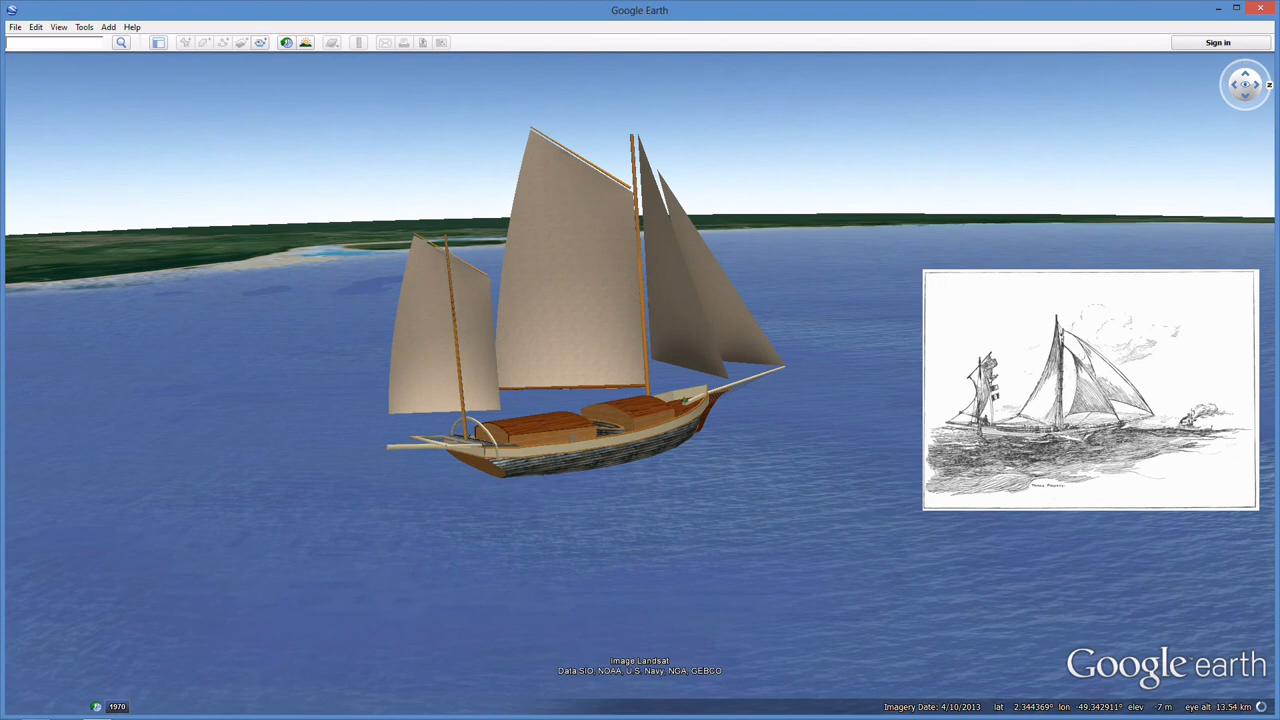 Google Earth
File Edit View Tools Add Help
Sign in
N
Image Landsat
Data SIO, NOAA, U.S. Navy, NGA, GEBCO
Google earth
1970
Imagery Date: 4/10/2013 lat 2.344369° lon -49.342911° elev -7 m eye alt 13.54 km